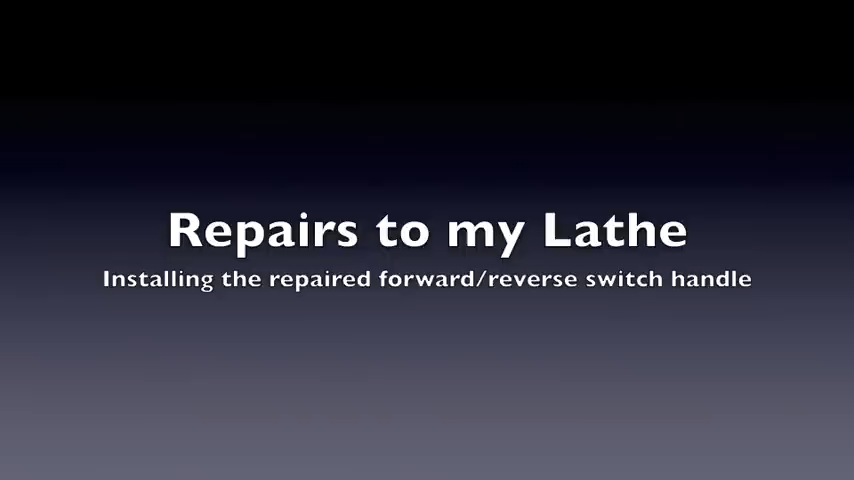 Repairs to my Lathe
Installing the repaired forward/reverse switch handle